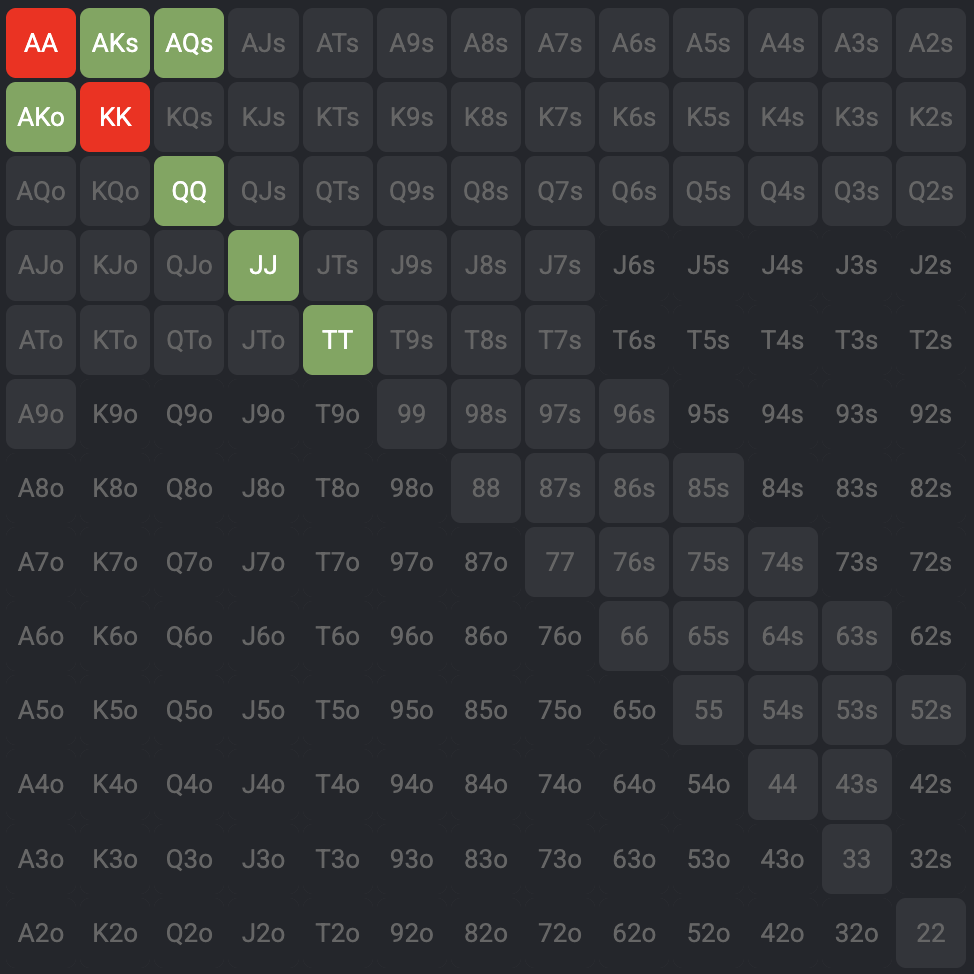 AA AKs AQs AJs ATs A9s A8s A7s A6s A5s A4s A3s A2s
AKo KK KQs KJs KTs K9s K8s K7s K6s K5s K4s K3s K2s
AQo KQo QQ QJs QTs Q9s Q8s Q7s Q6s Q5s Q4s Q3s Q2s
AJo KJo QJo JJ JTs J9s J8s J7s J6s J5s J4s J3s J2s
ATo KTo QTo JTo TT T9s T8s T7s T6s T5s T4s T3s T2s
A9o K9o Q9o J9o T9o 99 98s 97s 96s 95s 94s 93s 92s
A8o K8o Q8o J8o T8o 98o 88 87s 86s 85s 84s 83s 82s
A7o K7o Q7o J7o T7o 97o 87o 77 76s 75s 74s 73s 72s
A6o K6o Q6o J6o T6o 96o 86o 76o 66 65s 64s 63s 62s
A5o K5o Q5o J5o T5o 95o 85o 75o 65o 55 54s 53s 52s
A4o K4o Q4o J4o T4o 94o 84o 74o 64o 54o 44 43s 42s
A3o K3o Q3o J3o T3o 93o 83o 73o 63o 53o 43o 33 32s
A2o K2o Q2o J2o T2o 92o 82o 72o 62o 52o 42o 32o 22